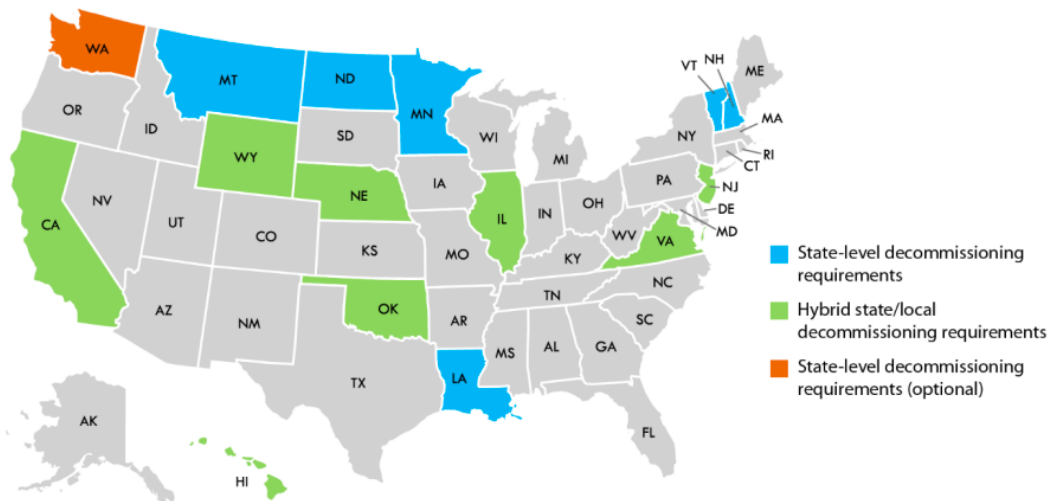 WA
MT
ND
MN
VT
NH
ME
OR
ID
SD
WI
NY
MA
WY
MI
RI
CT
IA
PA
NE
NJ
NV
OH
IN
IL
DE
CA
UT
CO
WV
VA
MD
KS
MO
KY
State-level decommissioning
requirements
NC
TN
AZ
OK
NM
AR
SC
Hybrid state/local
decommissioning requirements
MS
AL
GA
State-level decommissioning
requirements (optional)
LA
TX
AK
FL
HI